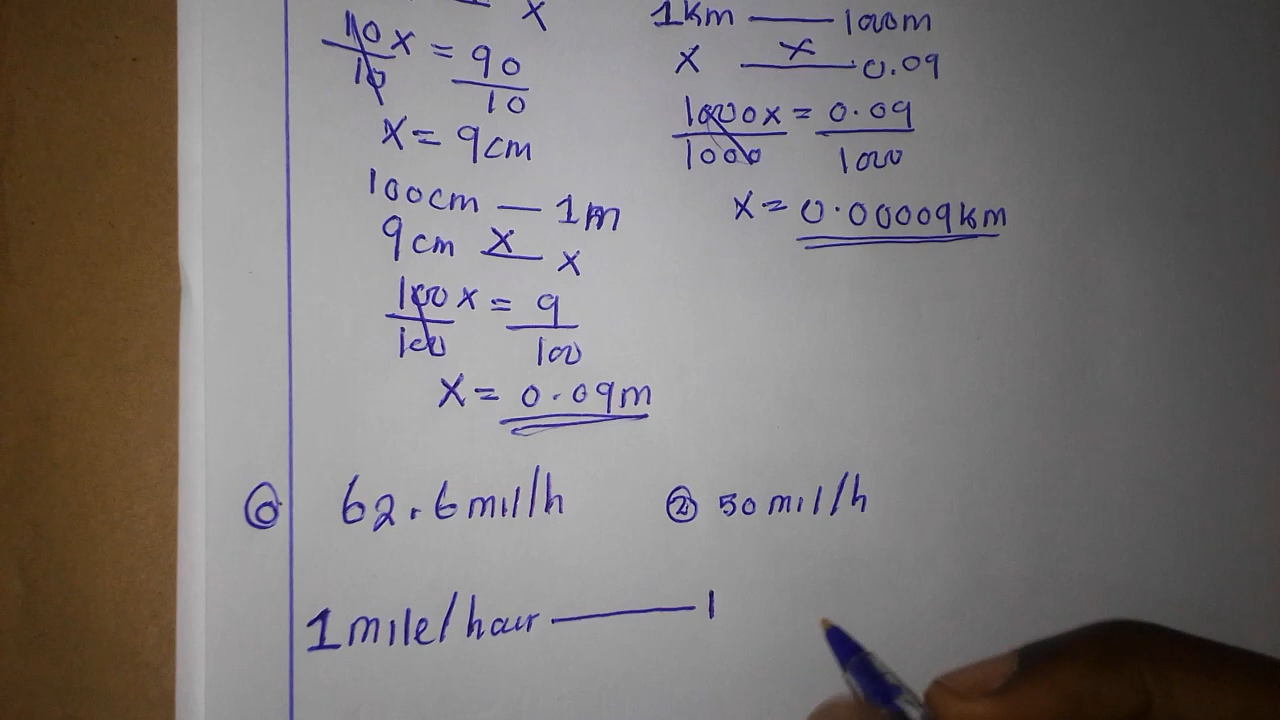 x
10x = 90
10 10
x = 9cm
100cm — 1m
9cm x x
100x = 9
100 100
x = 0.09m
1km — 1000m
x x 0.09
1000x = 0.09
1000 1000
x = 0.00009km
⑥ 62.6mil/h ② 50mil/h
1mile/hour — 1